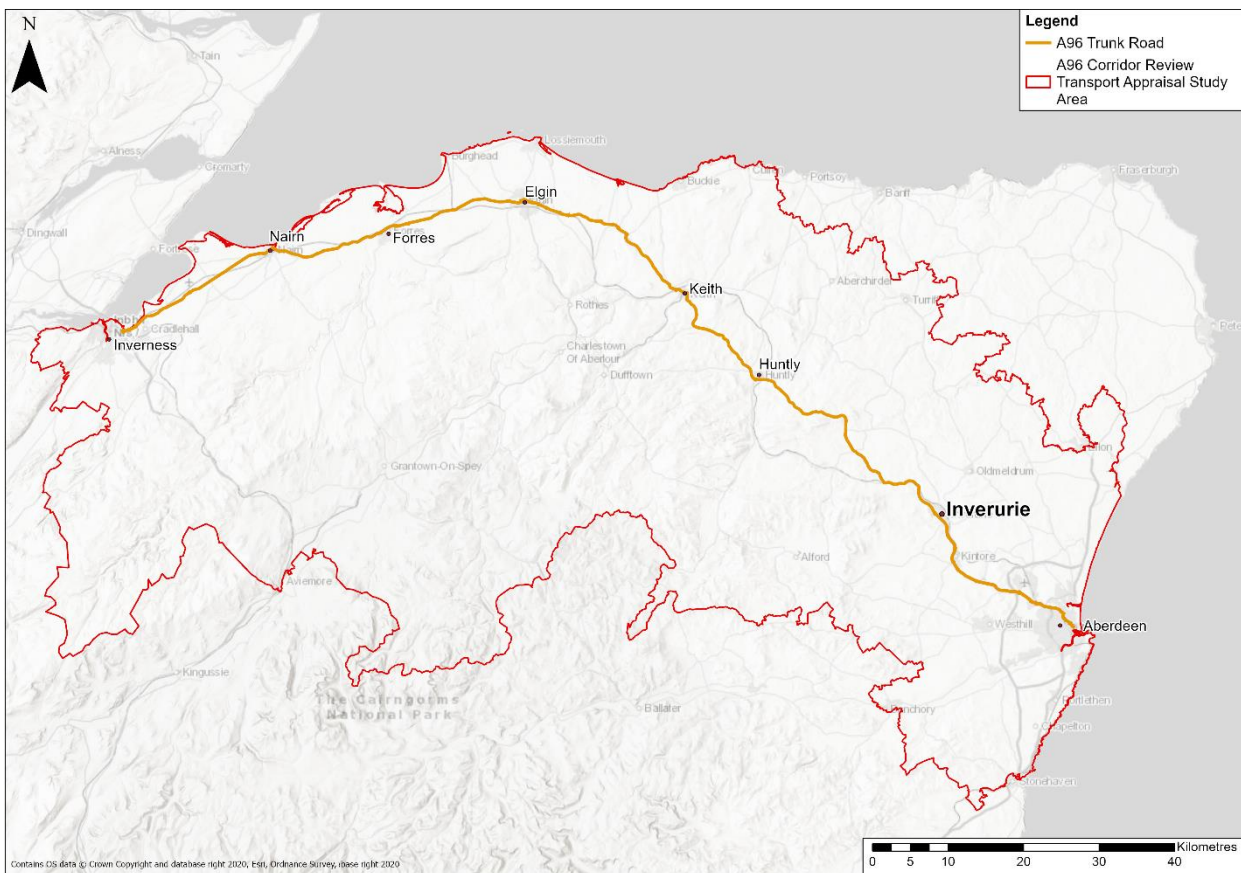 N
Legend
A96 Trunk Road
A96 Corridor Review
Transport Appraisal Study
Area
Tain
Alness
Cromarty
Lossiemouth
Burghead
Buckie
Portsoy
Banff
Fraserburgh
Elgin
Dingwall
Nairn
Forres
Keith
Aberchirder
Rothes
Cradlehall
Inverness
Charlestown
Of Aberlour
Dufftown
Huntly
Huntly
Grantown-On-Spey
Oldmeldrum
Inverurie
Kintore
Alford
Aviemore
Westhill
Aberdeen
Kingussie
The Cairngorms
National Park
Ballater
Banchory
Portlethen
Chapelton
Stonehaven
Kilometres
0 5 10 20 30 40
Contains OS data © Crown Copyright and database right 2020, Esri, Ordnance Survey, ibase right 2020